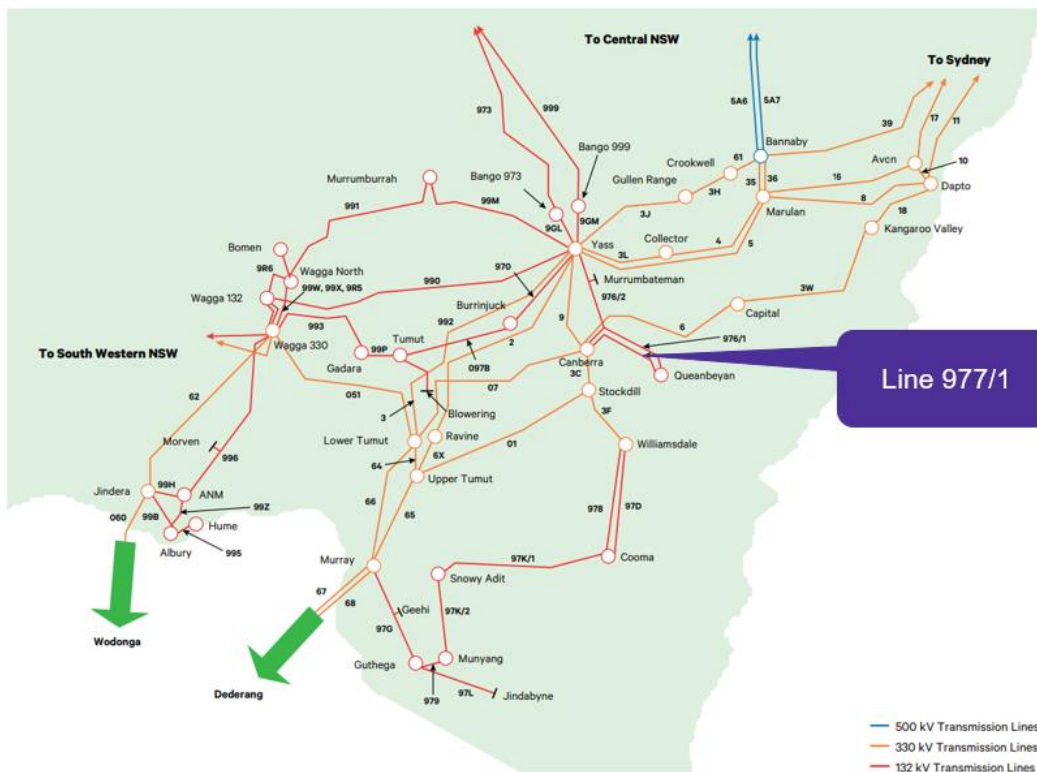 To Central NSW
To Sydney
973
999
5A6
5A7
39
17
11
Bannaby
Bango 999
Crookwell
61
Avon
10
Murrumburrah
Bango 973
Gullen Range
3H
35
36
16
Dapto
991
99M
9GL
9GM
3J
Marulan
8
18
Kangaroo Valley
Bomen
Yass
Collector
4
5
3L
9R6
Wagga North
970
Murrumbateman
99W, 99X, 9R5
990
976/2
3W
Wagga 132
Burrinjuck
Capital
993
992
2
9
6
Wagga 330
Tumut
976/1
To South Western NSW
99P
Gadara
097B
Canberra
3C
Queanbeyan
Line 977/1
07
62
051
Stockdill
3
Blowering
3F
Morven
Lower Tumut
Ravine
01
Williamsdale
996
64
6X
Upper Tumut
99H
ANM
Jindera
66
65
978
97D
060
99B
99Z
Hume
Albury
995
Cooma
Murray
97K/1
Snowy Adit
67
68
Geehi
97K/2
97G
Wodonga
Guthega
Munyang
Dederang
979
97L
Jindabyne
500 kV Transmission Lines
330 kV Transmission Lines
132 kV Transmission Lines